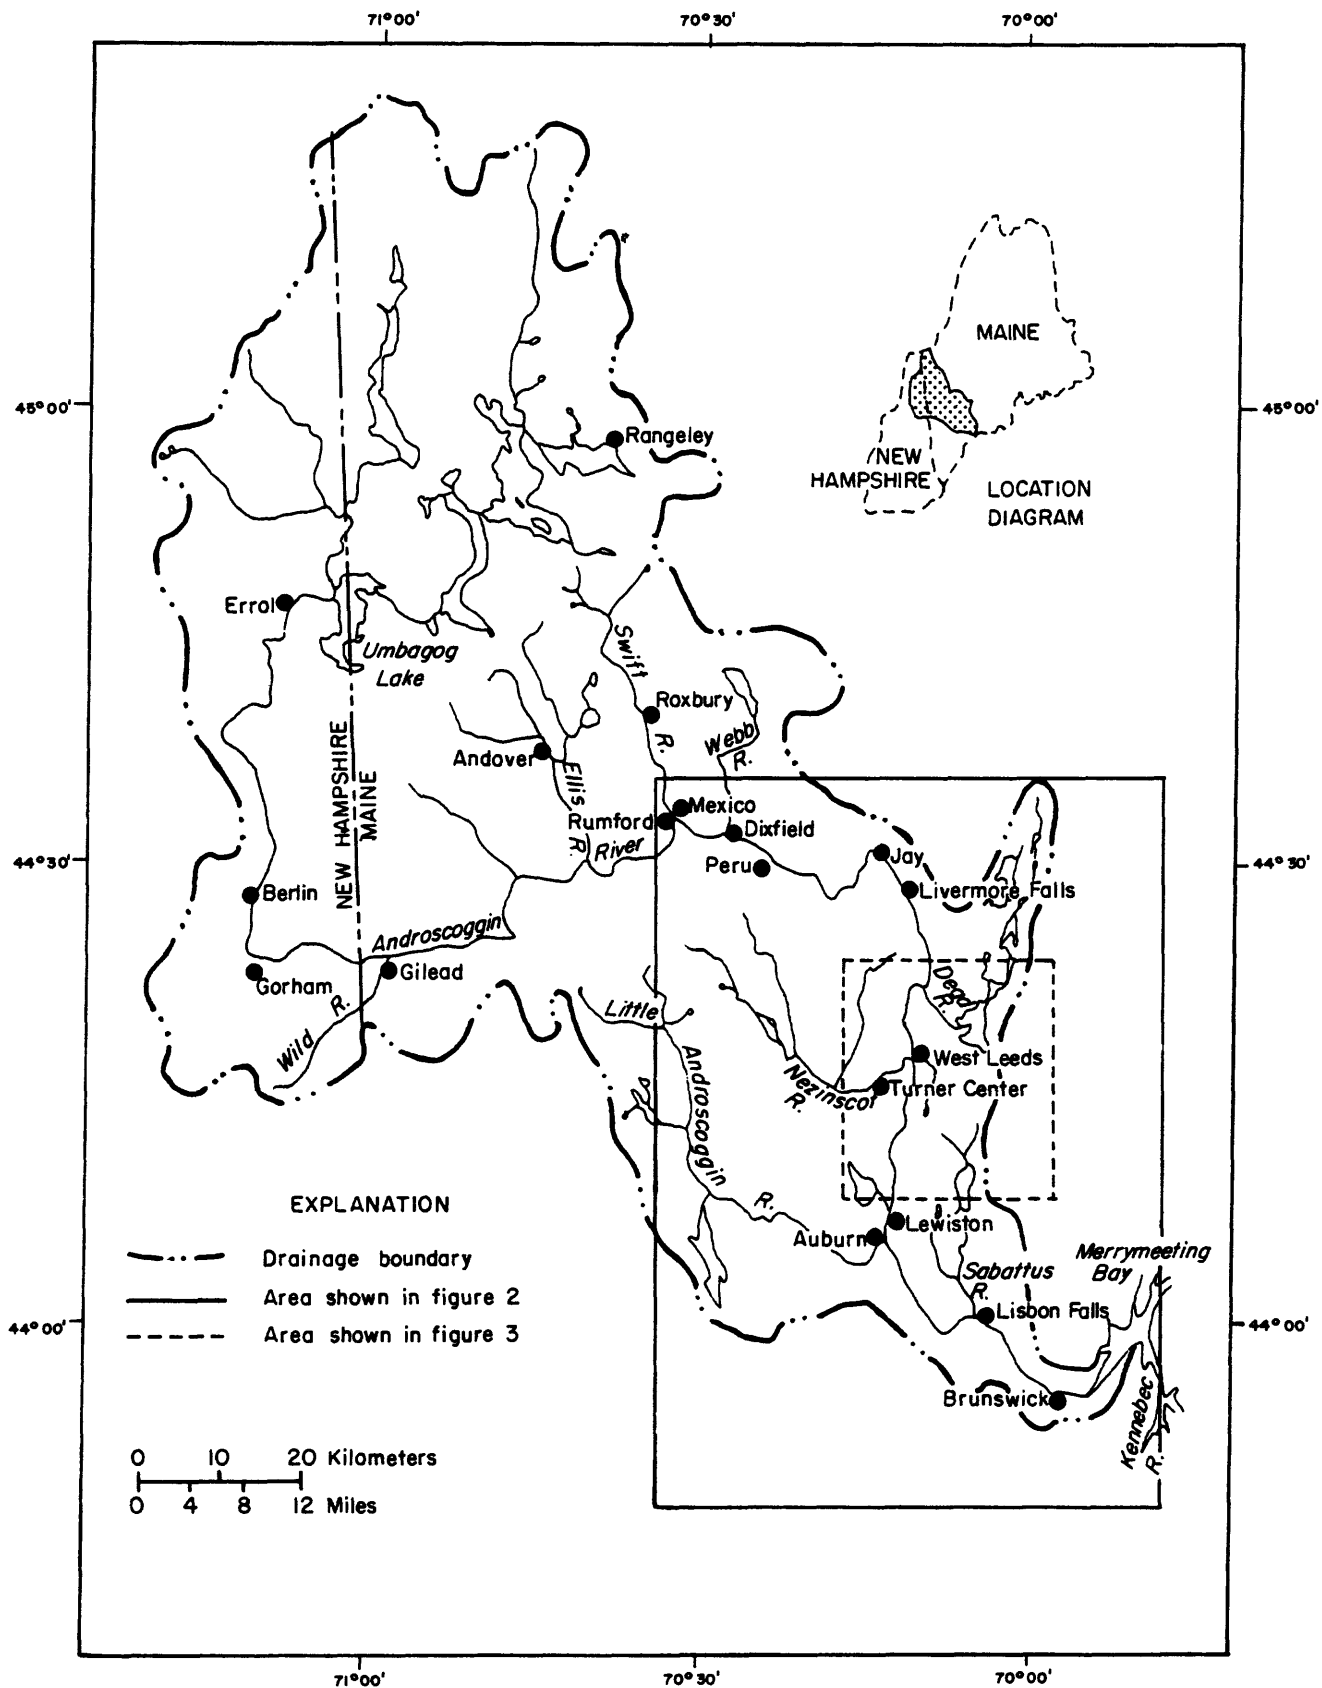 71°00'
70°30'
70°00'
MAINE
45°00'
45°00'
Rangeley
NEW
HAMPSHIRE
LOCATION
DIAGRAM
Errol
Umbagog
Lake
Swift
R.
Roxbury
Webb
R.
NEW HAMPSHIRE
MAINE
Andover
Ellis
R.
Mexico
Rumford
Dixfield
River
Peru
Jay
44°30'
44°30'
Livermore Falls
Berlin
Androscoggin
Gilead
Gorham
Wild R.
Dead
R.
Little
Androscoggin
R.
West Leeds
Nezinscot
R.
Turner Center
EXPLANATION
Drainage boundary
Area shown in figure 2
Area shown in figure 3
Lewiston
Auburn
Merrymeeting
Bay
Sabattus
R.
Lisbon Falls
44°00'
44°00'
Brunswick
Kennebec
R.
0 10 20 Kilometers
0 4 8 12 Miles
71°00'
70°30'
70°00'